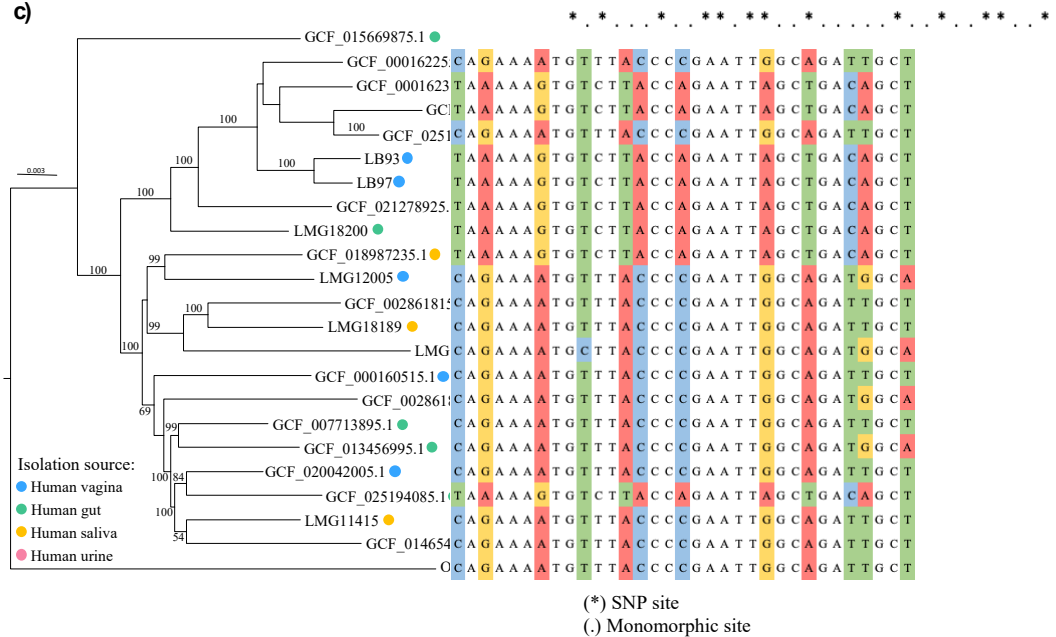 c)
* . * . . . * . . * * . * * . . . . . . . . * . . * . . * * . . *
GCF_015669875.1
GCF_00016225 C A G A A A A T G T T T A C C C C G A A T T G G C A G A T T G C T
GCF_0001623 T A A A A A G T G T C T T A C C A G A A T T A G C T G A C A G C T
GC T A A A A A G T G T C T T A C C A G A A T T A G C T G A C A G C T
GCF_0251 C A G A A A A T G T T T A C C C C G A A T T G G C A G A T T G C T
LB93 T A A A A A G T G T C T T A C C A G A A T T A G C T G A C A G C T
LB97 T A A A A A G T G T C T T A C C A G A A T T A G C T G A C A G C T
GCF_021278925. T A A A A A G T G T C T T A C C A G A A T T A G C T G A C A G C T
LMG18200 T A A A A A G T G T C T T A C C A G A A T T A G C T G A C A G C T
GCF_018987235.1 T A A A A A G T G T C T T A C C A G A A T T A G C T G A C A G C T
LMG12005 C A G A A A A T G T T T A C C C C G A A T T G G C A G A T G G C A
GCF_00286181 C A G A A A A T G T T T A C C C C G A A T T G G C A G A T T G C T
LMG18189 C A G A A A A T G T T T A C C C C G A A T T G G C A G A T T G C T
LMG C A G A A A A T G C T T A C C C C G A A T T G G C A G A T G G C A
GCF_000160515.1 C A G A A A A T G T T T A C C C C G A A T T G G C A G A T T G C T
GCF_002861 C A G A A A A T G T T T A C C C C G A A T T G G C A G A T G G C A
GCF_007713895.1 C A G A A A A T G T T T A C C C C G A A T T G G C A G A T T G C T
GCF_013456995.1 C A G A A A A T G T T T A C C C C G A A T T G G C A G A T G G C A
GCF_020042005.1 C A G A A A A T G T T T A C C C C G A A T T G G C A G A T T G C T
GCF_025194085.1 T A A A A A G T G T C T T A C C A G A A T T A G C T G A C A G C T
LMG11415 C A G A A A A T G T T T A C C C C G A A T T G G C A G A T T G C T
GCF_014654 C A G A A A A T G T T T A C C C C G A A T T G G C A G A T T G C T
O C A G A A A A T G T T T A C C C C G A A T T G G C A G A T T G C T
0.003
100
100
100
100
100
100
99
100
99
100
69
99
100
84
100
54
Isolation source:
Human vagina
Human gut
Human saliva
Human urine
(*) SNP site
(.) Monomorphic site